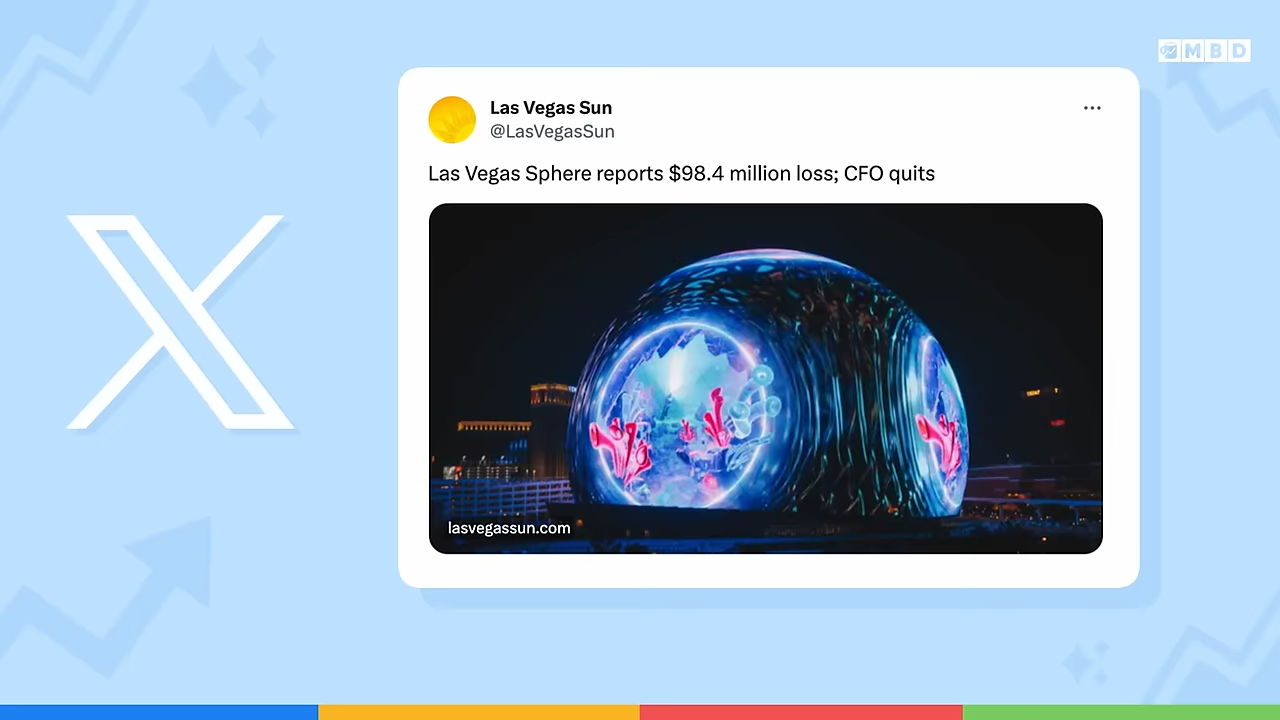 MBD
Las Vegas Sun
@LasVegasSun
Las Vegas Sphere reports $98.4 million loss; CFO quits
lasvegassun.com